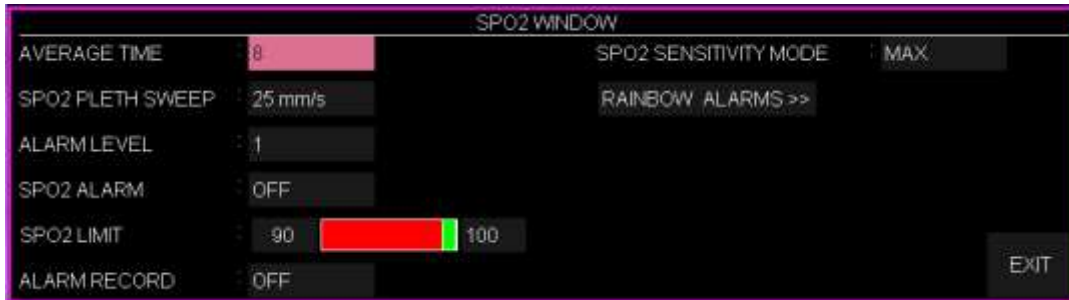 SPO2 WINDOW
AVERAGE TIME : 8 SPO2 SENSITIVITY MODE : MAX
SPO2 PLETH SWEEP : 25 mm/s RAINBOW ALARMS >>
ALARM LEVEL : 1
SPO2 ALARM : OFF
SPO2 LIMIT : 90 100
ALARM RECORD : OFF
EXIT